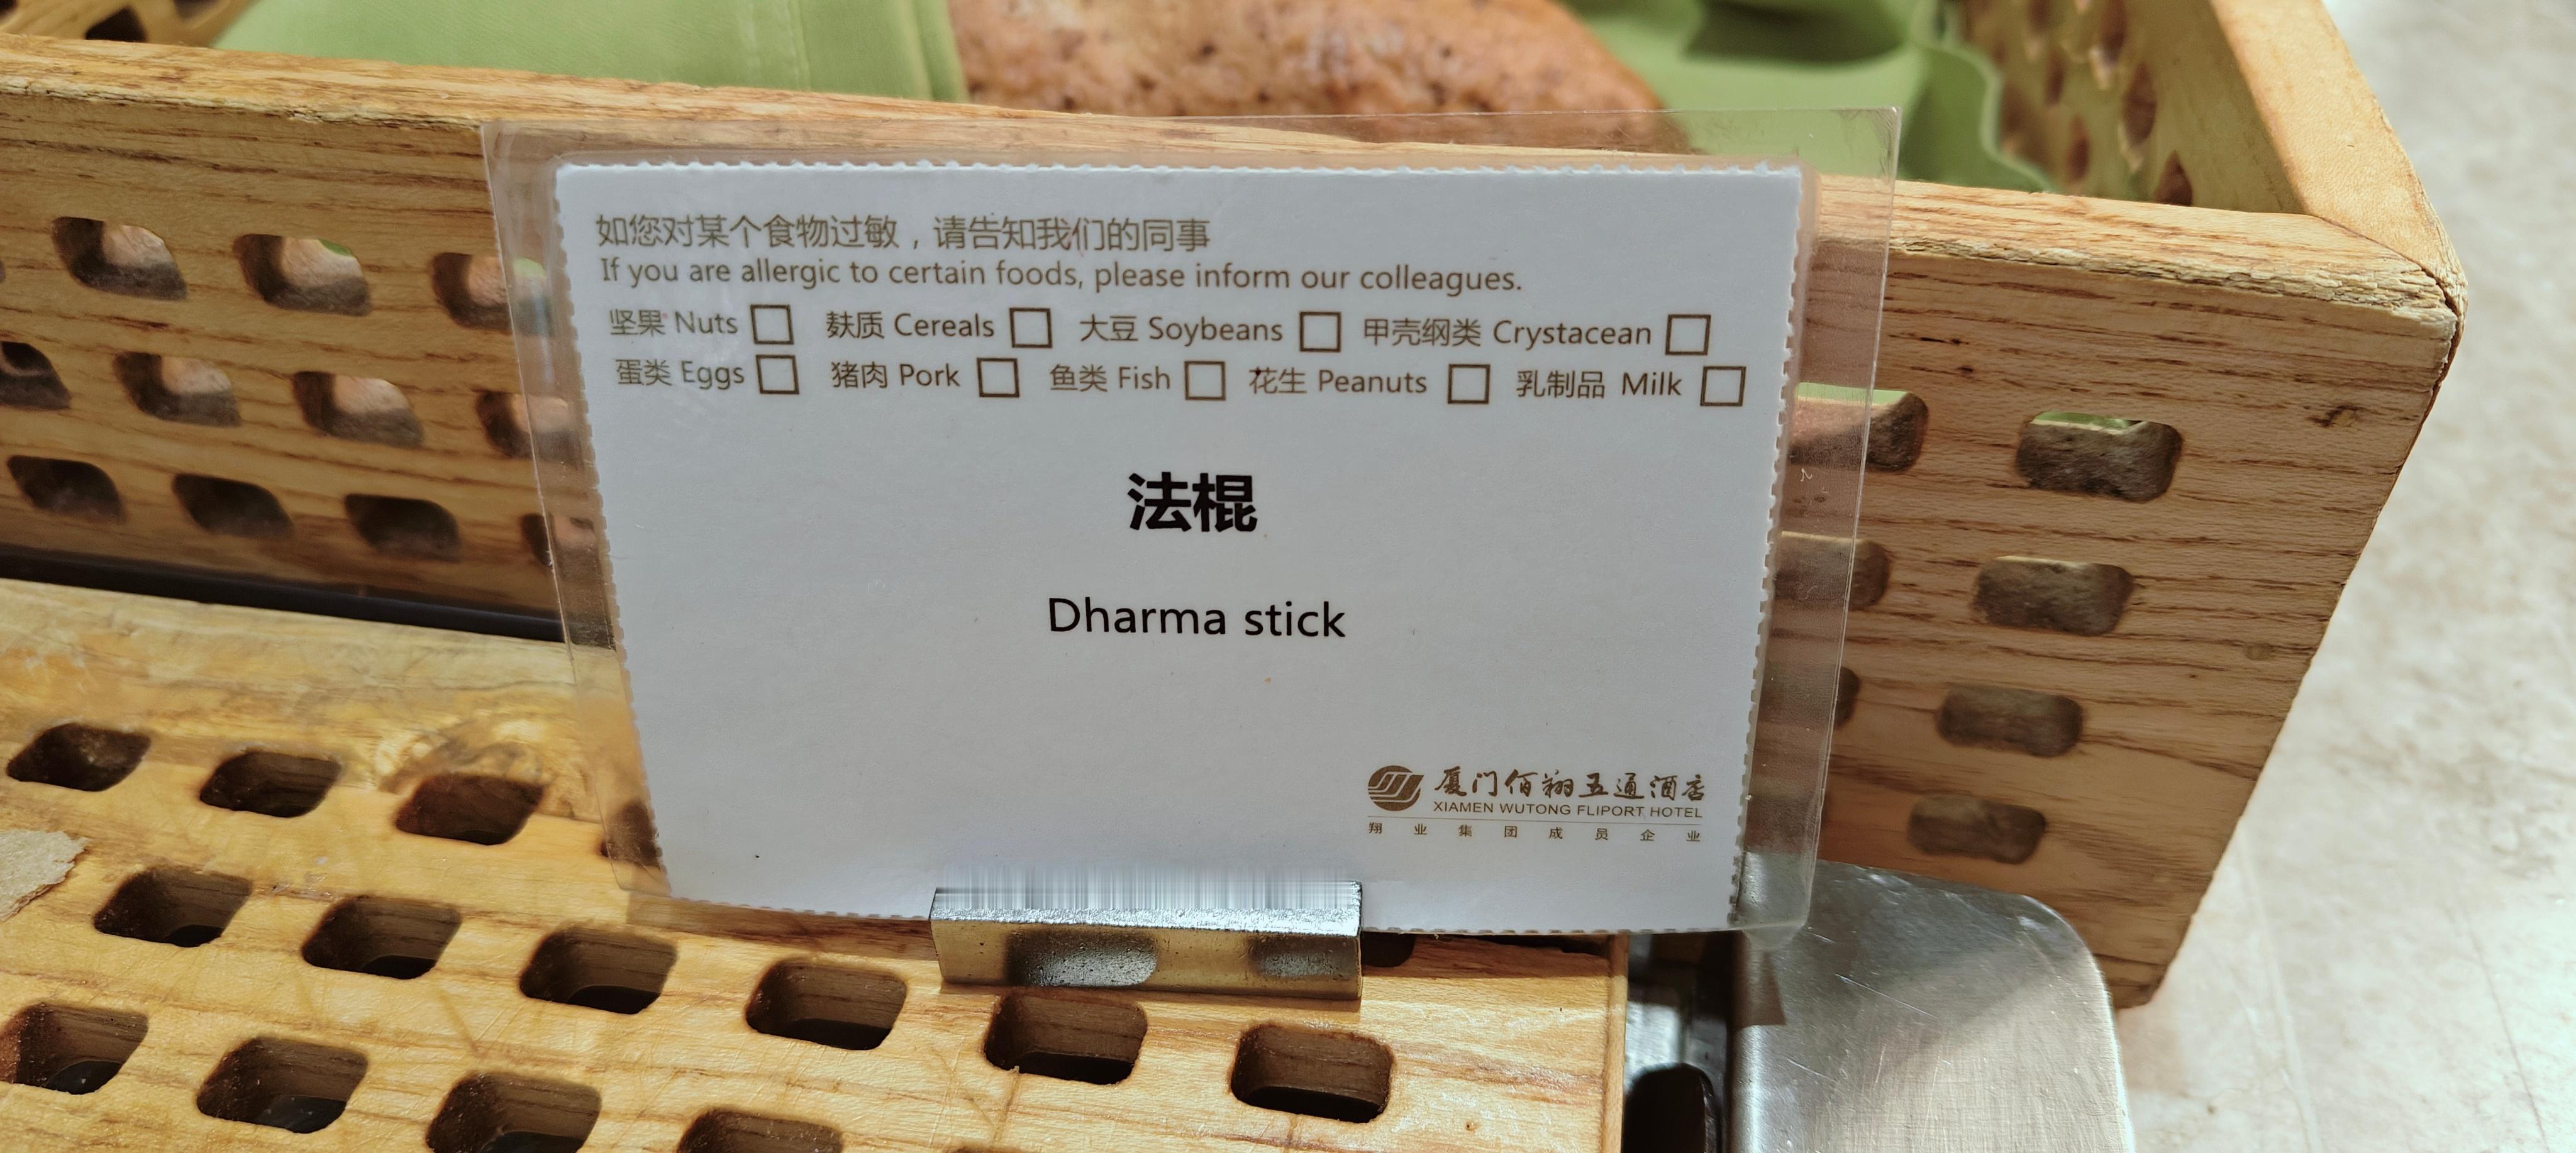 如您对某个食物过敏，请告知我们的同事
If you are allergic to certain foods, please inform our colleagues.
坚果 Nuts □ 麸质 Cereals □ 大豆 Soybeans □ 甲壳纲类 Crystacean □
蛋类 Eggs □ 猪肉 Pork □ 鱼类 Fish □ 花生 Peanuts □ 乳制品 Milk □
法棍
Dharma stick
厦门佰翔五通酒店
XIAMEN WUTONG FLIPORT HOTEL
翔业集团成员企业